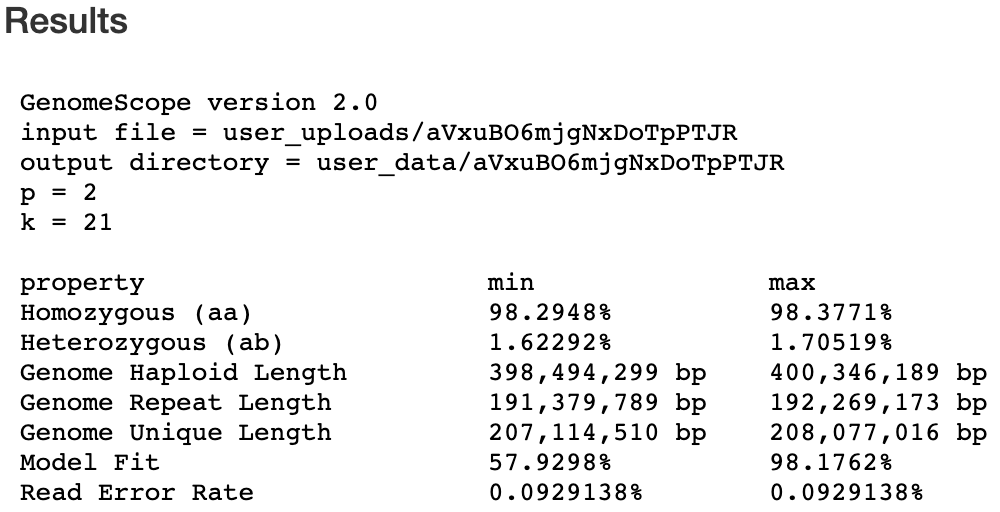 Results
GenomeScope version 2.0
input file = user_uploads/aVxuBO6mjgNxDoTpPTJR
output directory = user_data/aVxuBO6mjgNxDoTpPTJR
p = 2
k = 21
property min max
Homozygous (aa) 98.2948% 98.3771%
Heterozygous (ab) 1.62292% 1.70519%
Genome Haploid Length 398,494,299 bp 400,346,189 bp
Genome Repeat Length 191,379,789 bp 192,269,173 bp
Genome Unique Length 207,114,510 bp 208,077,016 bp
Model Fit 57.9298% 98.1762%
Read Error Rate 0.0929138% 0.0929138%